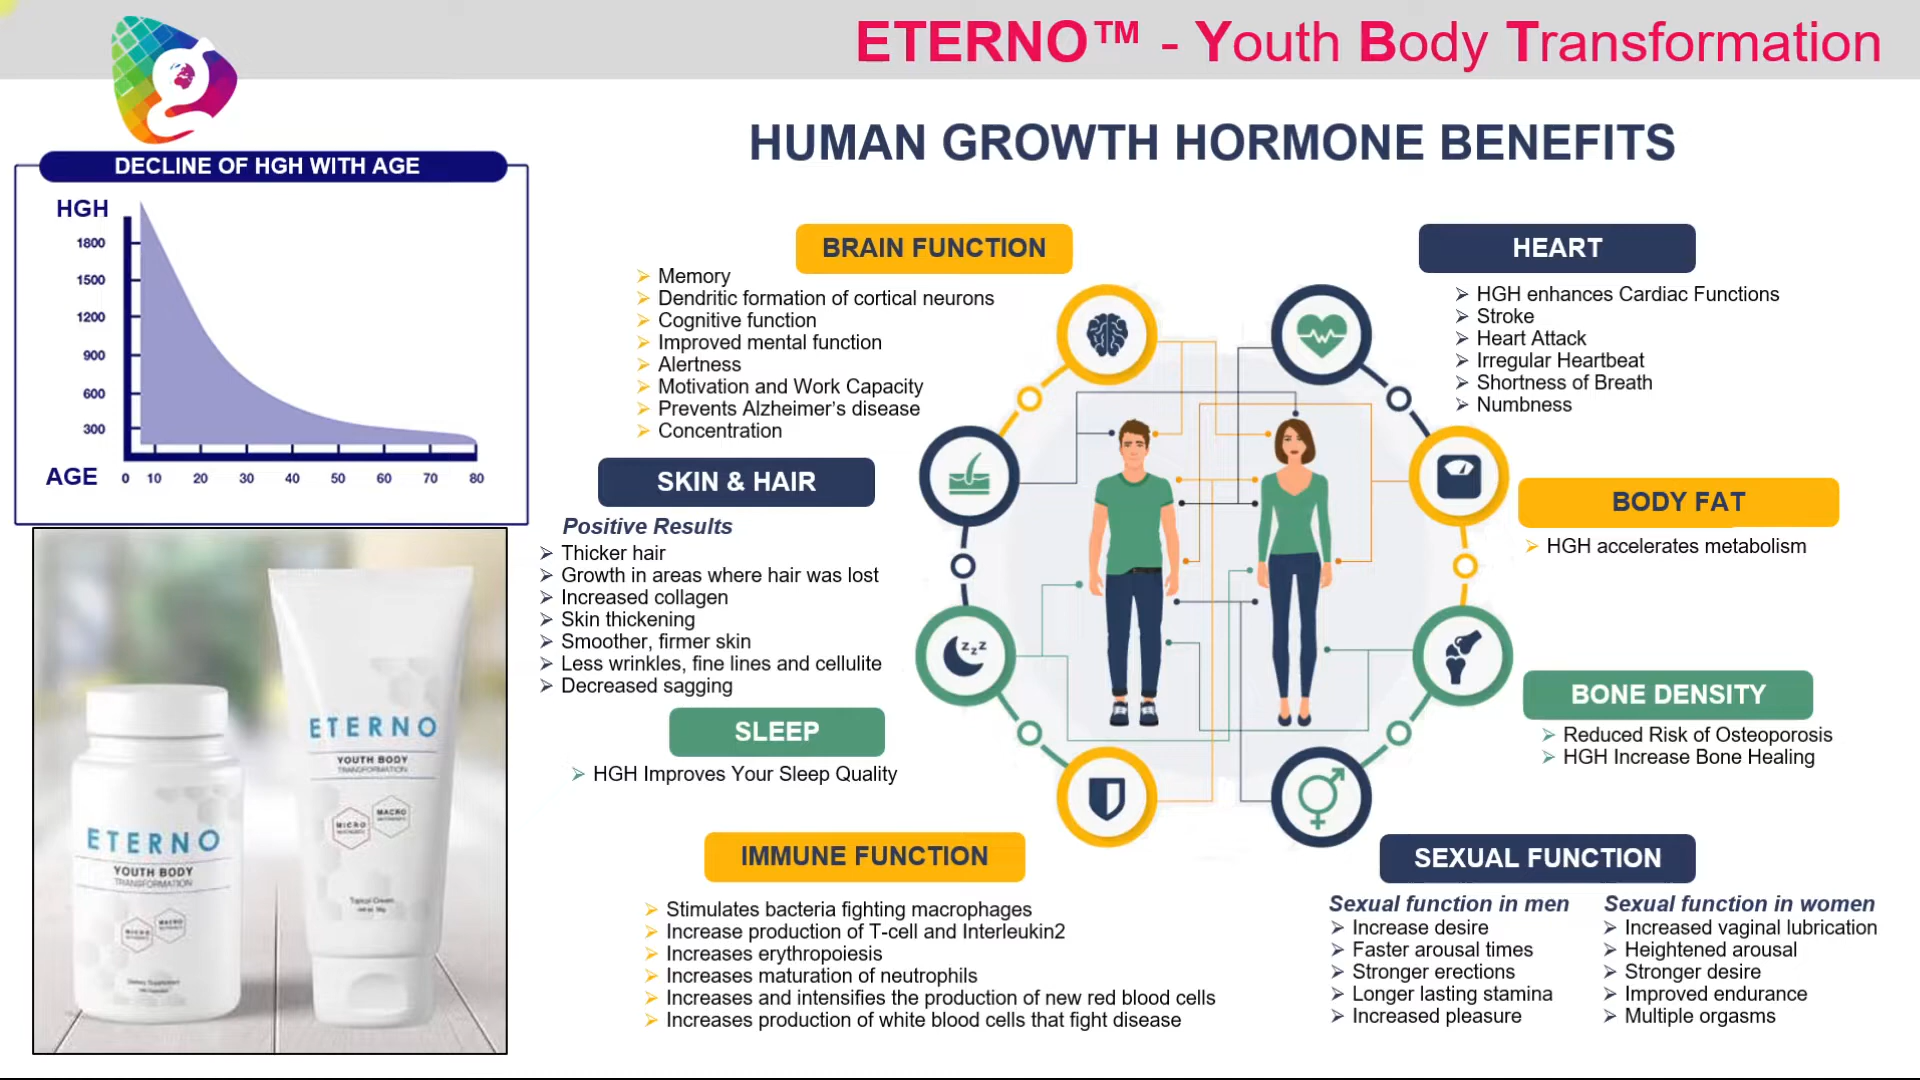 ETERNO™ - Youth Body Transformation
HUMAN GROWTH HORMONE BENEFITS
DECLINE OF HGH WITH AGE
HGH
1800
1500
1200
900
600
300
AGE
0 10 20 30 40 50 60 70 80
BRAIN FUNCTION
Memory
Dendritic formation of cortical neurons
Cognitive function
Improved mental function
Alertness
Motivation and Work Capacity
Prevents Alzheimer's disease
Concentration
SKIN & HAIR
Positive Results
Thicker hair
Growth in areas where hair was lost
Increased collagen
Skin thickening
Smoother, firmer skin
Less wrinkles, fine lines and cellulite
Decreased sagging
SLEEP
HGH Improves Your Sleep Quality
IMMUNE FUNCTION
Stimulates bacteria fighting macrophages
Increase production of T-cell and Interleukin2
Increases erythropoiesis
Increases maturation of neutrophils
Increases and intensifies the production of new red blood cells
Increases production of white blood cells that fight disease
HEART
HGH enhances Cardiac Functions
Stroke
Heart Attack
Irregular Heartbeat
Shortness of Breath
Numbness
BODY FAT
HGH accelerates metabolism
BONE DENSITY
Reduced Risk of Osteoporosis
HGH Increase Bone Healing
SEXUAL FUNCTION
Sexual function in men
Increase desire
Faster arousal times
Stronger erections
Longer lasting stamina
Increased pleasure
Sexual function in women
Increased vaginal lubrication
Heightened arousal
Stronger desire
Improved endurance
Multiple orgasms
z z z
ETERNO
YOUTH BODY
TRANSFORMATION
MICRO
MACRO
Topical Cream
ETERNO
YOUTH BODY
TRANSFORMATION
MICRO
MACRO
Dietary Supplement